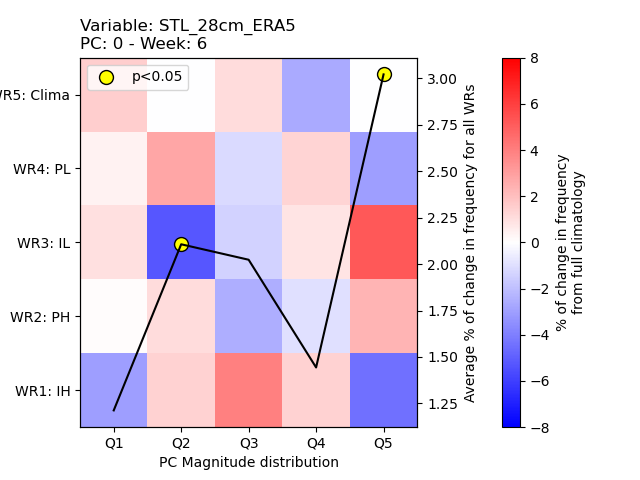 Variable: STL_28cm_ERA5
PC: 0 - Week: 6
p<0.05
WR5: Clima
WR4: PL
WR3: IL
WR2: PH
WR1: IH
Q1 Q2 Q3 Q4 Q5
PC Magnitude distribution
3.00
2.75
2.50
2.25
2.00
1.75
1.50
1.25
Average % of change in frequency for all WRs
8
6
4
2
0
−2
−4
−6
−8
% of change in frequency
from full climatology